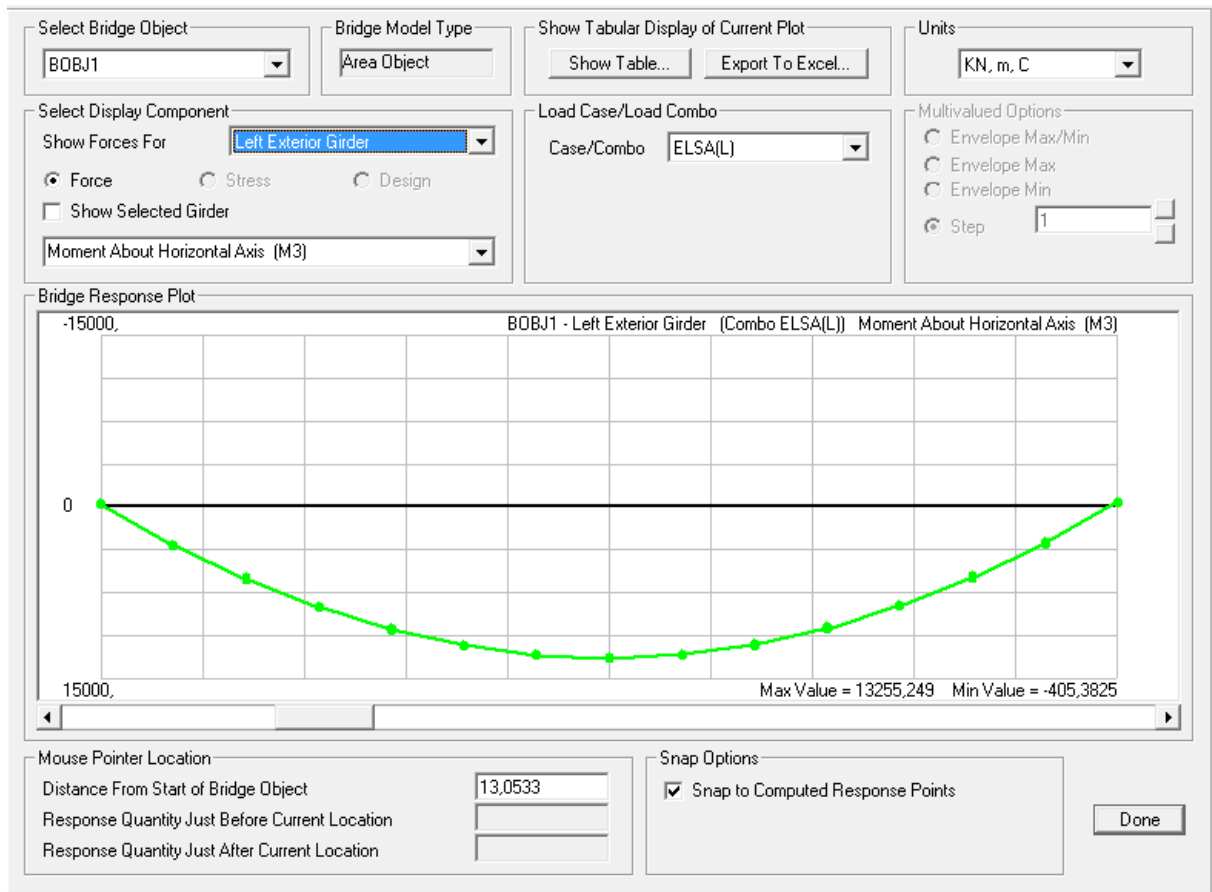 Select Bridge Object
BOBJ1
Bridge Model Type
Area Object
Show Tabular Display of Current Plot
Show Table...
Export To Excel...
Units
KN, m, C
Select Display Component
Show Forces For
Left Exterior Girder
Force
Stress
Design
Show Selected Girder
Moment About Horizontal Axis (M3)
Load Case/Load Combo
Case/Combo
ELSA(L)
Multivalued Options
Envelope Max/Min
Envelope Max
Envelope Min
Step
1
Bridge Response Plot
-15000,
BOBJ1 - Left Exterior Girder (Combo ELSA(L)) Moment About Horizontal Axis (M3)
0
15000,
Max Value = 13255,249 Min Value = -405,3825
Mouse Pointer Location
Distance From Start of Bridge Object
13,0533
Response Quantity Just Before Current Location
Response Quantity Just After Current Location
Snap Options
Snap to Computed Response Points
Done